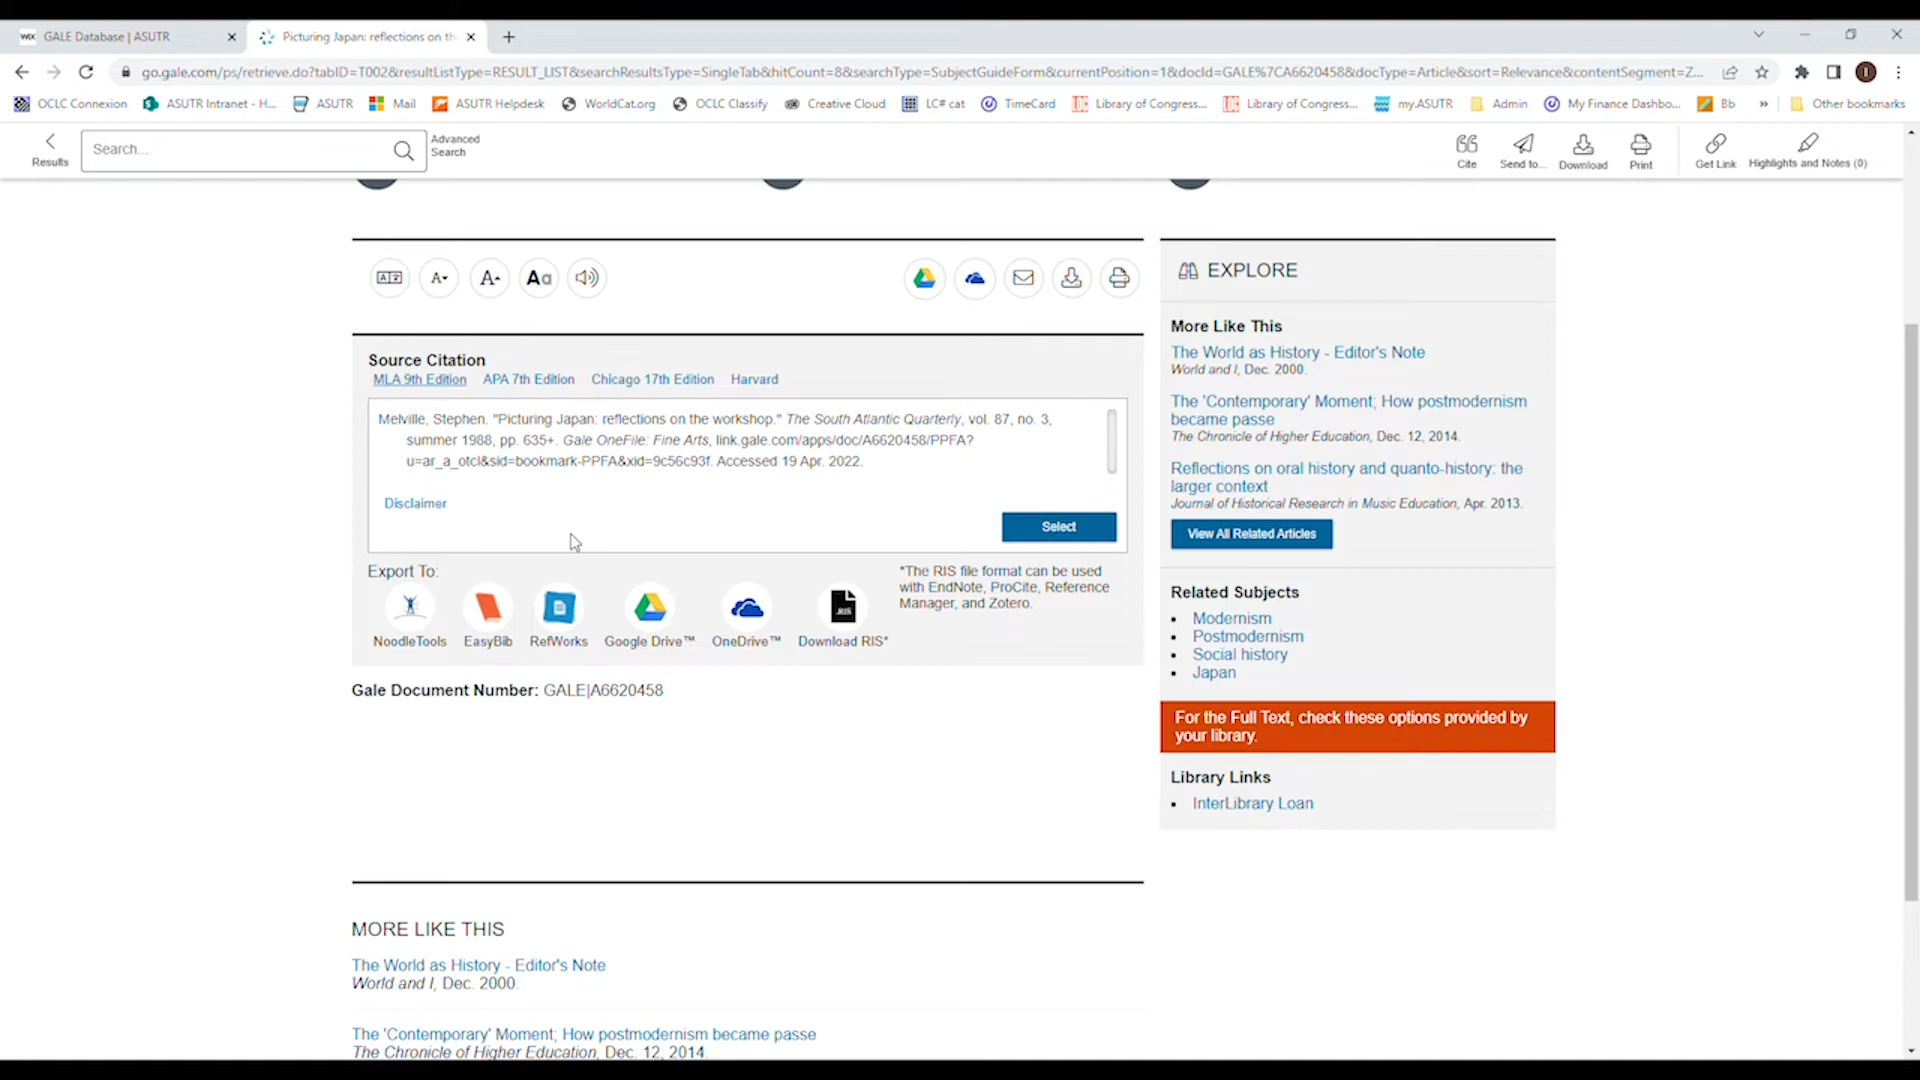 WIX GALE Database | ASUTR
Picturing Japan: reflections on th
go.gale.com/ps/retrieve.do?tabID=T002&resultListType=RESULT_LIST&searchResultsType=SingleTab&hitCount=8&searchType=SubjectGuideForm&currentPosition=1&docId=GALE%7CA6620458&docType=Article&sort=Relevance&contentSegment=Z...
I
OCLC Connexion ASUTR Intranet - H... ASUTR Mail ASUTR Helpdesk WorldCat.org OCLC Classify Creative Cloud LC# cat TimeCard Library of Congress... Library of Congress... my.ASUTR Admin My Finance Dashbo... Bb » Other bookmarks
Results
Search...
Advanced
Search
Cite Send to... Download Print Get Link Highlights and Notes (0)
A- A- Aa
Source Citation
MLA 9th Edition APA 7th Edition Chicago 17th Edition Harvard
Melville, Stephen. "Picturing Japan: reflections on the workshop." The South Atlantic Quarterly, vol. 87, no. 3,
summer 1988, pp. 635+. Gale OneFile: Fine Arts, link.gale.com/apps/doc/A6620458/PPFA?
u=ar_a_otcl&sid=bookmark-PPFA&xid=9c56c93f. Accessed 19 Apr. 2022.
Disclaimer
Select
Export To:
*The RIS file format can be used
with EndNote, ProCite, Reference
Manager, and Zotero.
RIS
NoodleTools EasyBib RefWorks Google Drive™ OneDrive™ Download RIS*
Gale Document Number: GALE|A6620458
MORE LIKE THIS
The World as History - Editor's Note
World and I, Dec. 2000.
The 'Contemporary' Moment; How postmodernism became passe
The Chronicle of Higher Education, Dec. 12, 2014.
EXPLORE
More Like This
The World as History - Editor's Note
World and I, Dec. 2000.
The 'Contemporary' Moment; How postmodernism
became passe
The Chronicle of Higher Education, Dec. 12, 2014.
Reflections on oral history and quanto-history: the
larger context
Journal of Historical Research in Music Education, Apr. 2013.
View All Related Articles
Related Subjects
Modernism
Postmodernism
Social history
Japan
For the Full Text, check these options provided by
your library.
Library Links
InterLibrary Loan